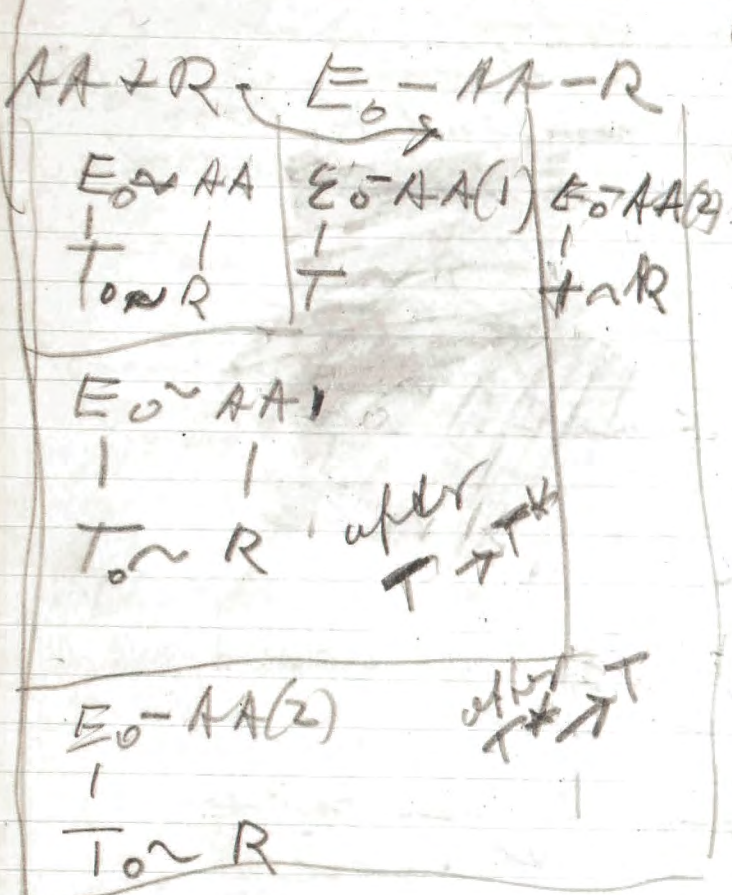 AA + R · E₀ - AA - R
E₀ ~ AA E₀ - AA(1) E₀ - AA(2)
T₀ ~ R T T ~ R
E₀ ~ AA1
T₀ ~ R after
T → T*
E₀ - AA(2) after
T* → T
T₀ ~ R